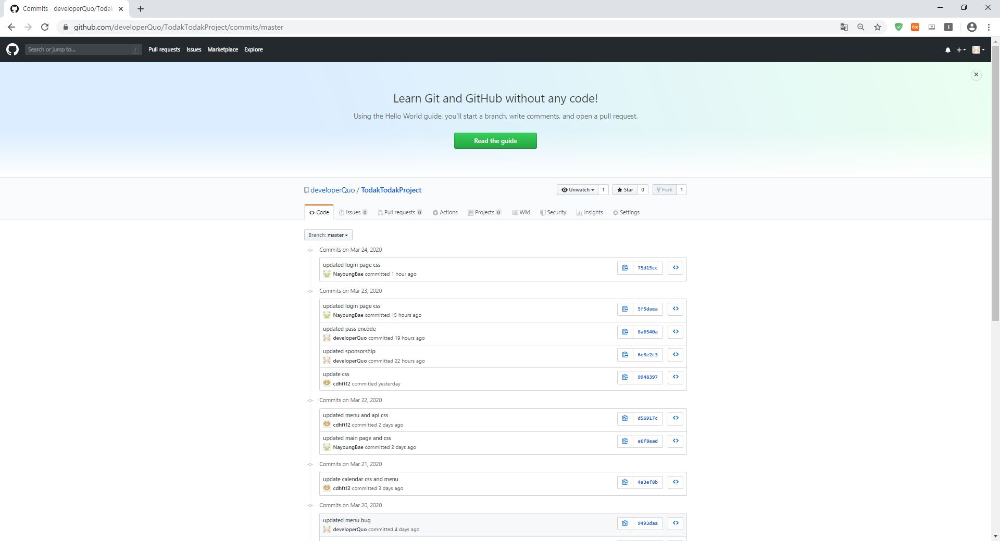 Commits · developerQuo/Todak
github.com/developerQuo/TodakTodakProject/commits/master
Search or jump to... /
Pull requests Issues Marketplace Explore
Learn Git and GitHub without any code!
Using the Hello World guide, you’ll start a branch, write comments, and open a pull request.
Read the guide
developerQuo / TodakTodakProject
Unwatch 1 Star 0 Fork 1
Code Issues 0 Pull requests 0 Actions Projects 0 Wiki Security Insights Settings
Branch: master
Commits on Mar 24, 2020
updated login page css
NayoungBae committed 1 hour ago
75d15cc
Commits on Mar 23, 2020
updated login page css
NayoungBae committed 15 hours ago
5f5daea
updated pass encode
developerQuo committed 19 hours ago
8a6540a
updated sponsorship
developerQuo committed 22 hours ago
6e3e2c3
update css
cdhft12 committed yesterday
9948397
Commits on Mar 22, 2020
updated menu and api css
cdhft12 committed 2 days ago
d56917c
updated main page and css
NayoungBae committed 2 days ago
e6f8ead
Commits on Mar 21, 2020
update calendar css and menu
cdhft12 committed 3 days ago
4a3ef8b
Commits on Mar 20, 2020
updated menu bug
developerQuo committed 4 days ago
9493daa